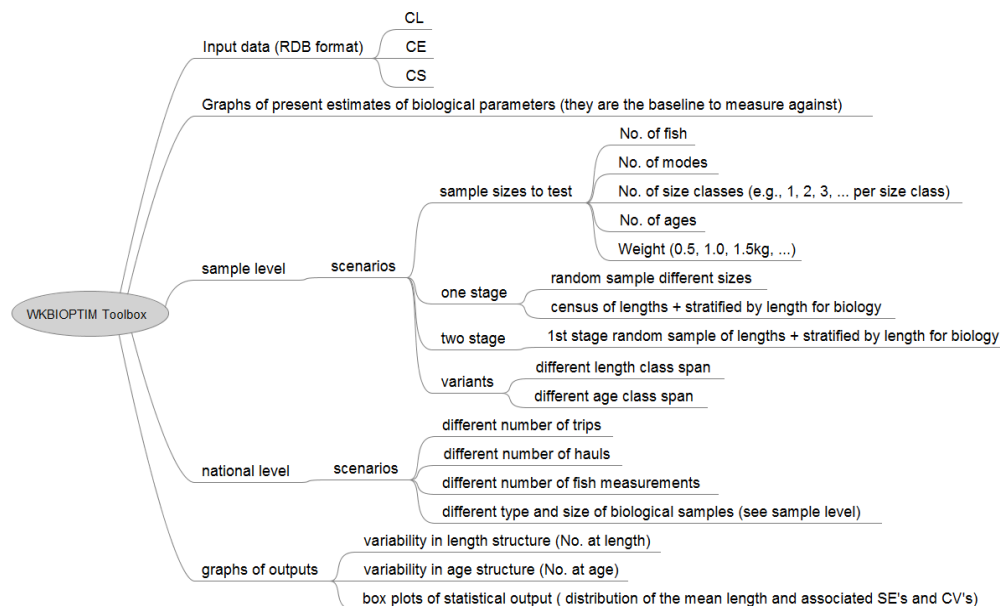 WKBIOPTIM Toolbox
Input data (RDB format)
CL
CE
CS
Graphs of present estimates of biological parameters (they are the baseline to measure against)
sample level
scenarios
sample sizes to test
No. of fish
No. of modes
No. of size classes (e.g., 1, 2, 3, ... per size class)
No. of ages
Weight (0.5, 1.0, 1.5kg, ...)
one stage
random sample different sizes
census of lengths + stratified by length for biology
two stage
1st stage random sample of lengths + stratified by length for biology
variants
different length class span
different age class span
national level
scenarios
different number of trips
different number of hauls
different number of fish measurements
different type and size of biological samples (see sample level)
graphs of outputs
variability in length structure (No. at length)
variability in age structure (No. at age)
box plots of statistical output ( distribution of the mean length and associated SE's and CV's)